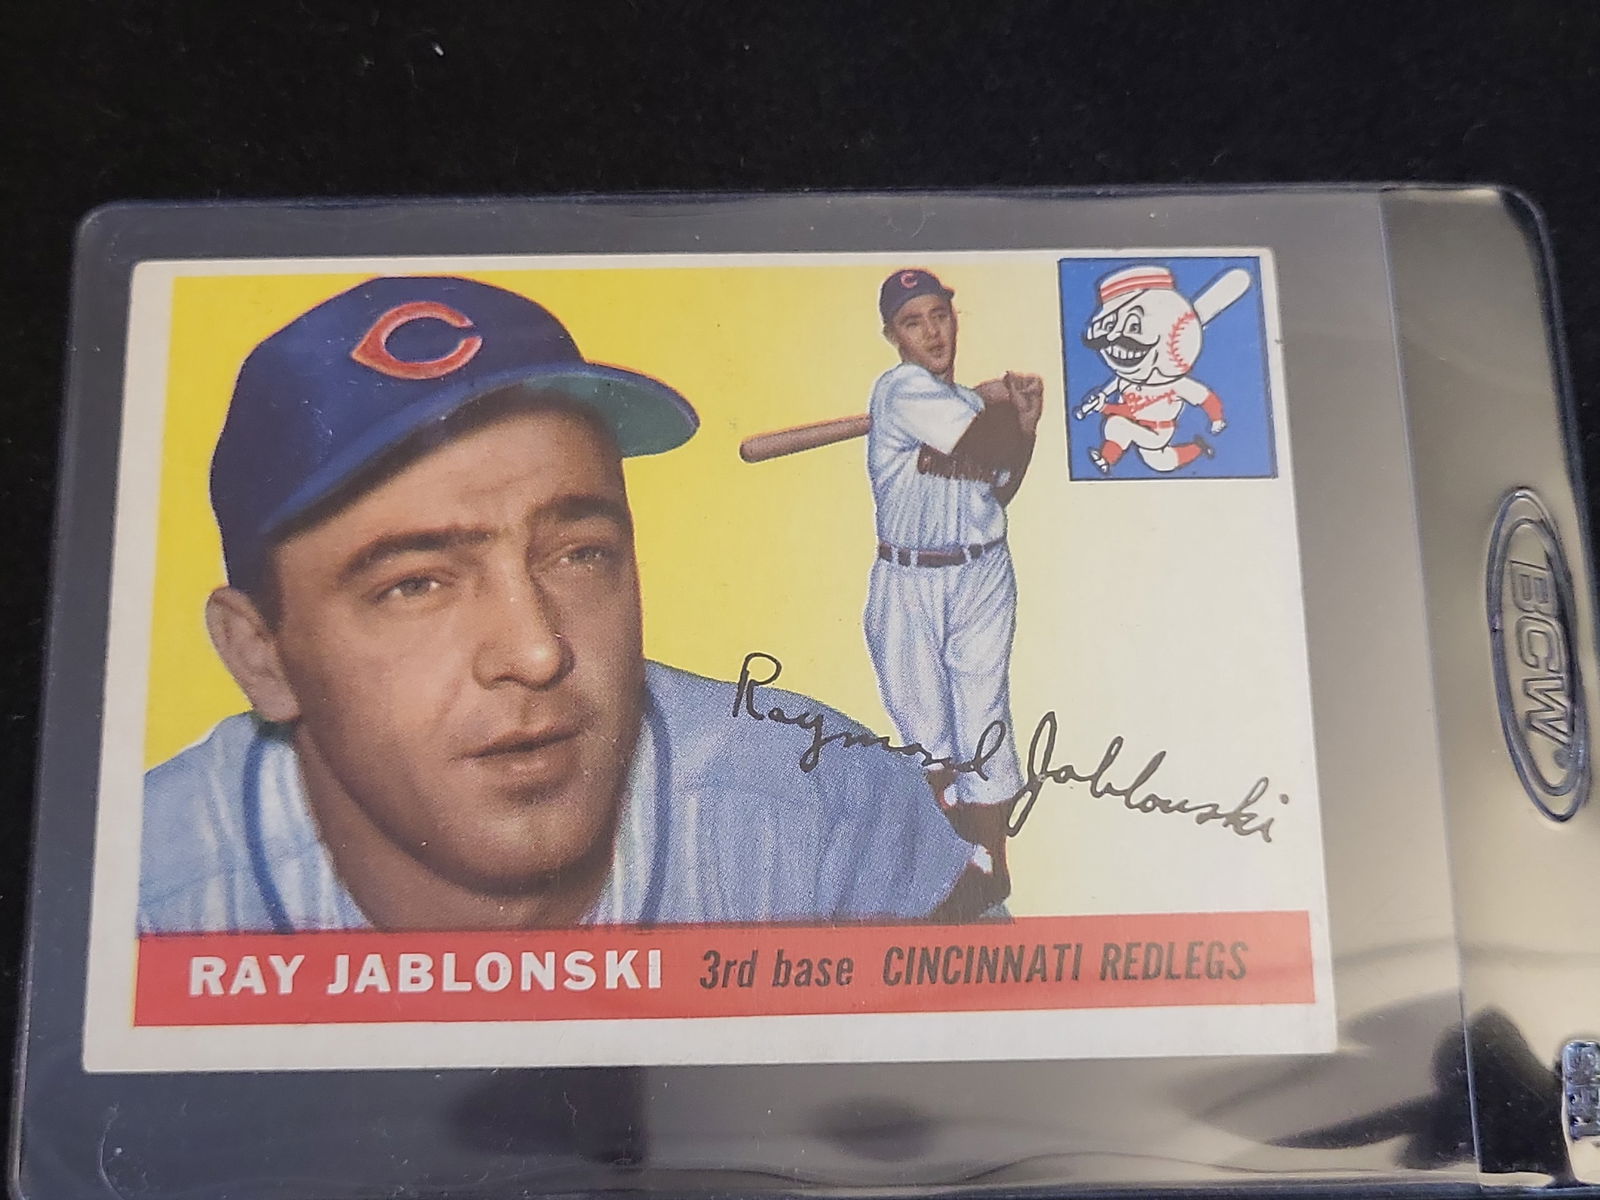 C
C
Raymond Jablonski
RAY JABLONSKI 3rd base CINCINNATI REDLEGS
BCW